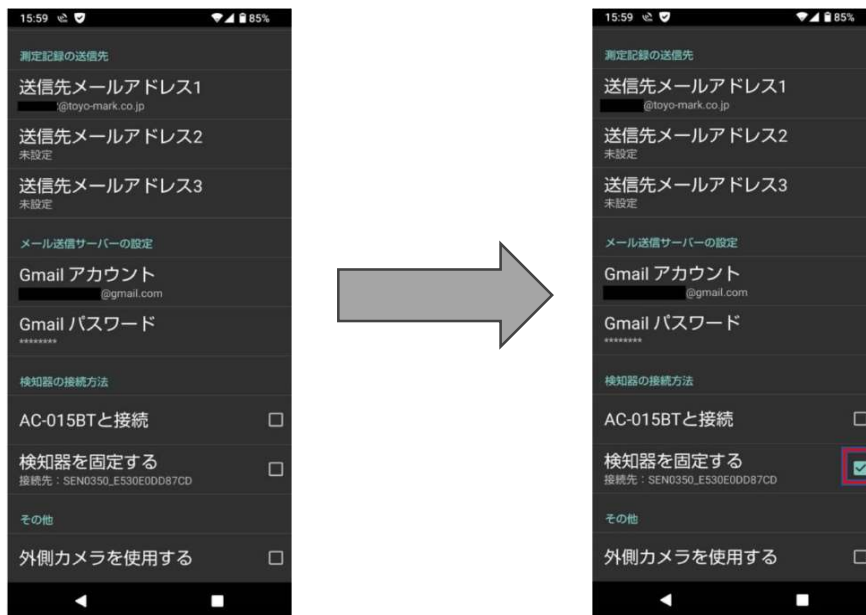 15:59 85%
測定記録の送信先
送信先メールアドレス1
@toyo-mark.co.jp
送信先メールアドレス2
未設定
送信先メールアドレス3
未設定
メール送信サーバーの設定
Gmail アカウント
@gmail.com
Gmail パスワード
********
検知器の接続方法
AC-015BTと接続
検知器を固定する
接続先:SEN0350_E530E0DD87CD
その他
外側カメラを使用する
15:59 85%
測定記録の送信先
送信先メールアドレス1
@toyo-mark.co.jp
送信先メールアドレス2
未設定
送信先メールアドレス3
未設定
メール送信サーバーの設定
Gmail アカウント
@gmail.com
Gmail パスワード
********
検知器の接続方法
AC-015BTと接続
検知器を固定する
接続先:SEN0350_E530E0DD87CD
その他
外側カメラを使用する